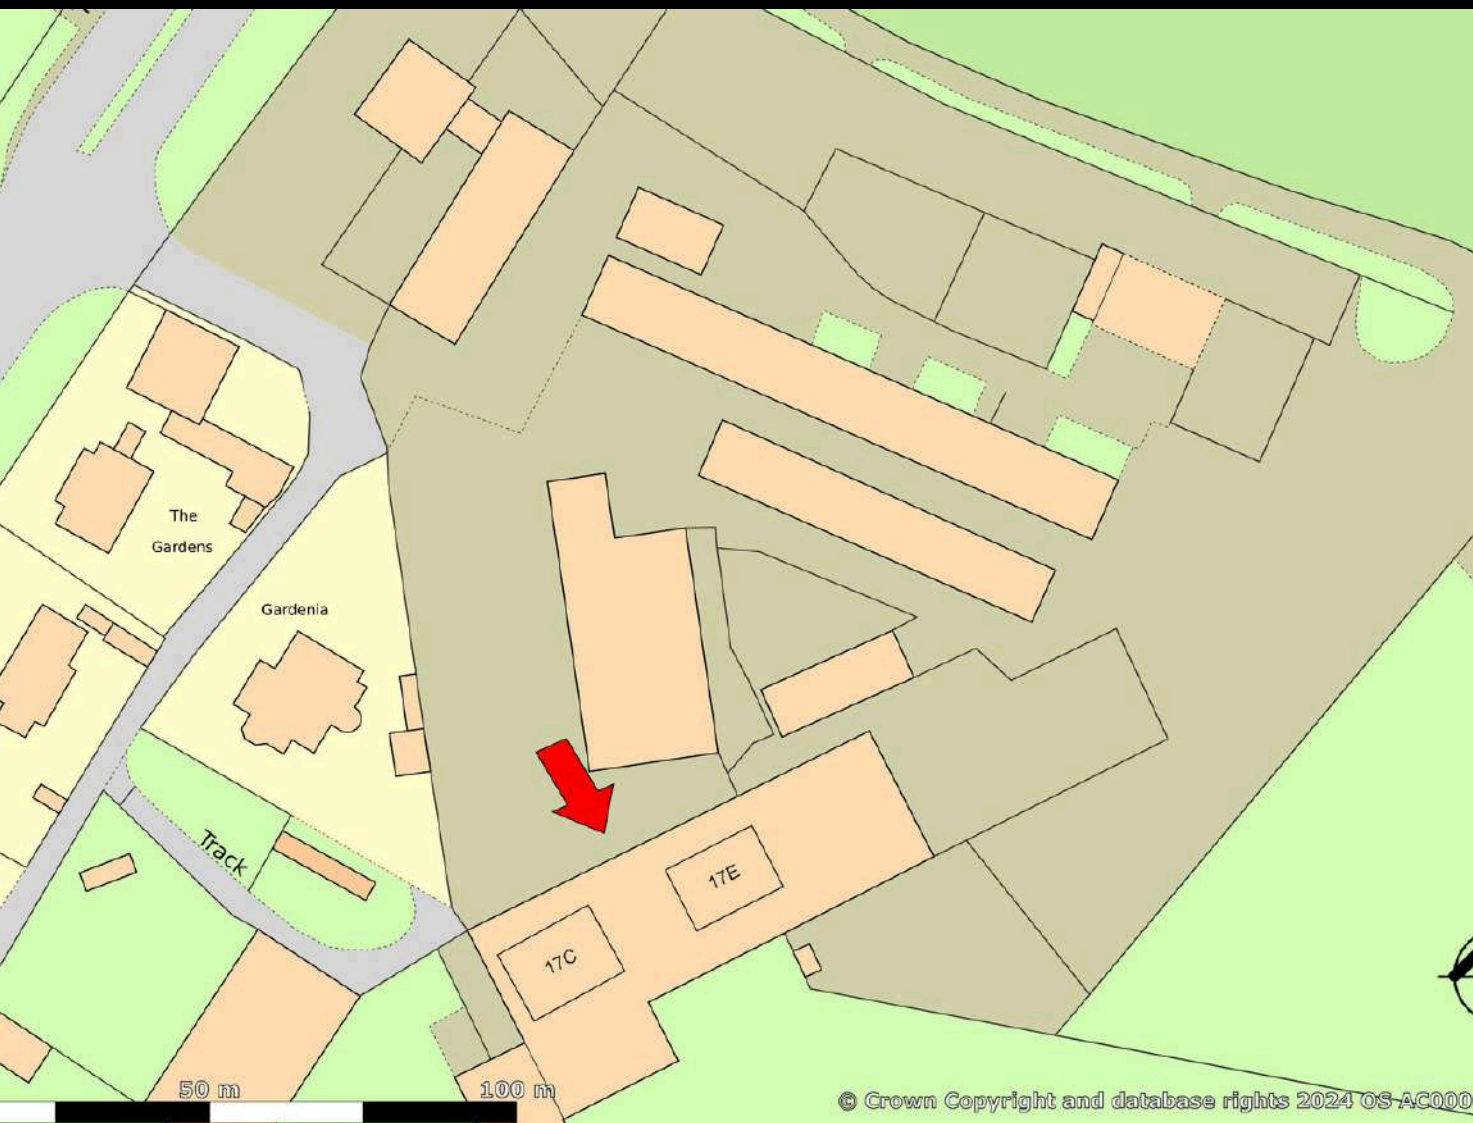 The
Gardens
Gardenia
Track
17E
17C
50 m
100 m
© Crown Copyright and database rights 2024 OS AC000